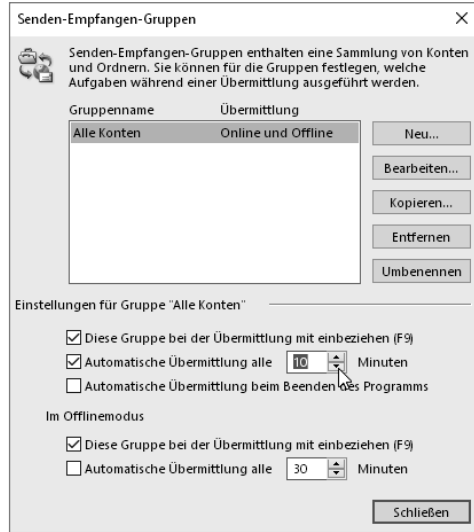 Senden-Empfangen-Gruppen
Senden-Empfangen-Gruppen enthalten eine Sammlung von Konten
und Ordnern. Sie können für die Gruppen festlegen, welche
Aufgaben während einer Übermittlung ausgeführt werden.
Gruppenname Übermittlung
Alle Konten Online und Offline
Neu...
Bearbeiten...
Kopieren...
Entfernen
Umbenennen
Einstellungen für Gruppe "Alle Konten"
Diese Gruppe bei der Übermittlung mit einbeziehen (F9)
Automatische Übermittlung alle 10 Minuten
Automatische Übermittlung beim Beenden des Programms
Im Offlinemodus
Diese Gruppe bei der Übermittlung mit einbeziehen (F9)
Automatische Übermittlung alle 30 Minuten
Schließen